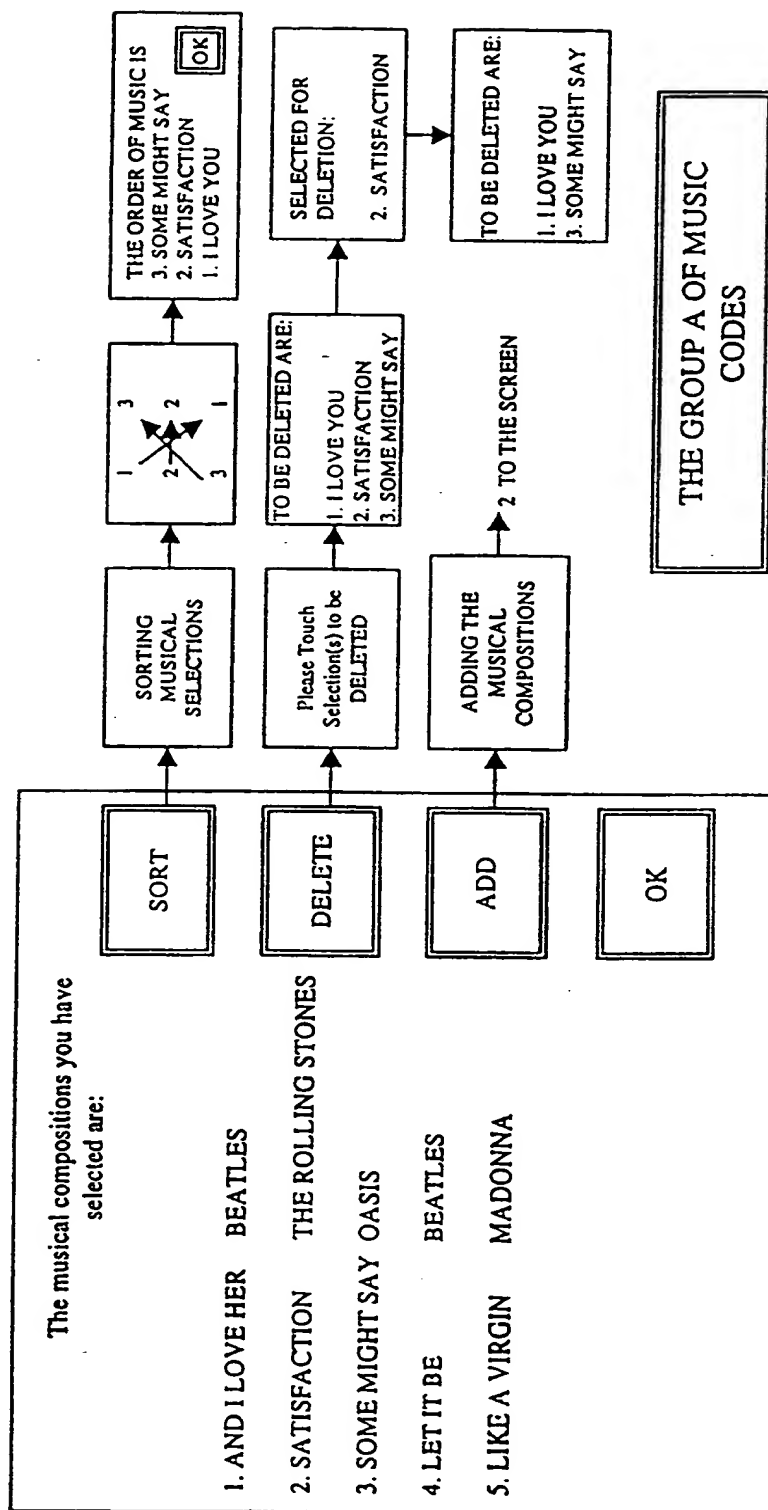 The musical compositions you have
selected are:
1. AND I LOVE HER BEATLES
2. SATISFACTION THE ROLLING STONES
3. SOME MIGHT SAY OASIS
4. LET IT BE BEATLES
5. LIKE A VIRGIN MADONNA
SORT
DELETE
ADD
OK
SORTING
MUSICAL
SELECTIONS
1 3
2 2
3 1
THE ORDER OF MUSIC IS
3. SOME MIGHT SAY
2. SATISFACTION
1. I LOVE YOU
OK
Please Touch
Selection(s) to be
DELETED
TO BE DELETED ARE:
1. I LOVE YOU
2. SATISFACTION
3. SOME MIGHT SAY
SELECTED FOR
DELETION:
2. SATISFACTION
TO BE DELETED ARE:
1. I LOVE YOU
3. SOME MIGHT SAY
ADDING THE
MUSICAL
COMPOSITIONS
2 TO THE SCREEN
THE GROUP A OF MUSIC
CODES